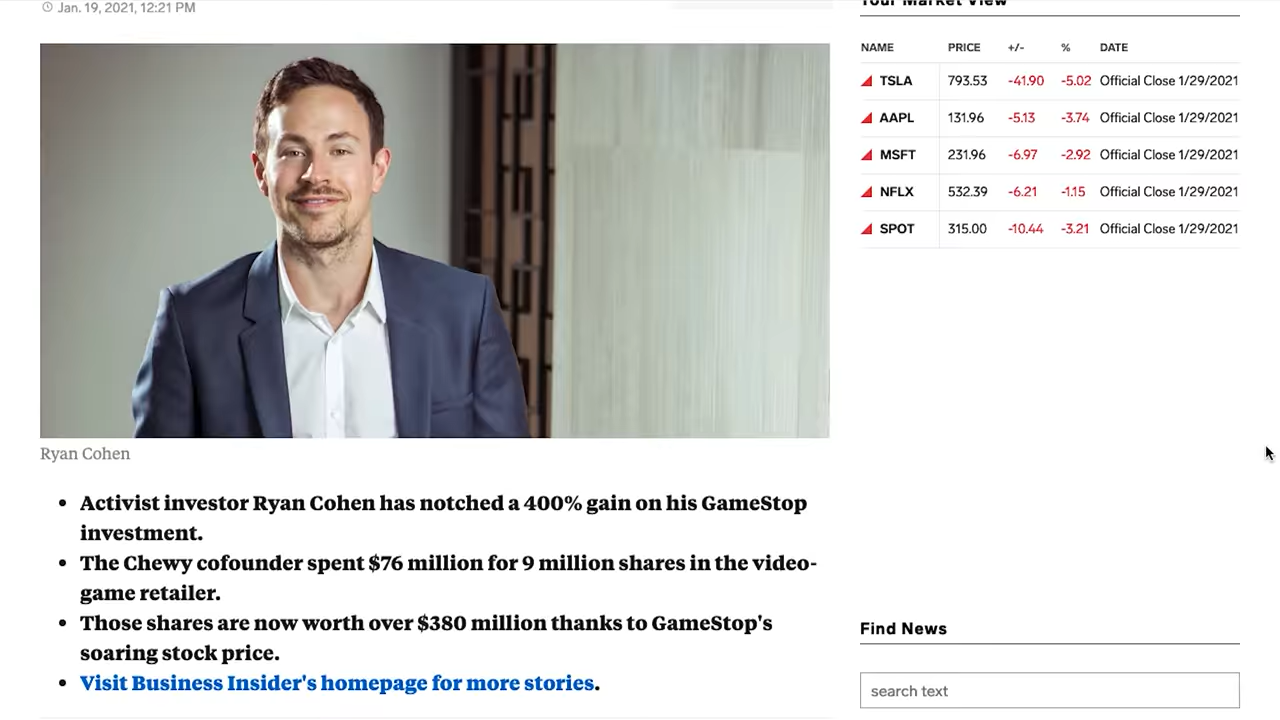 Jan. 19, 2021, 12:21 PM
Your Market View
NAME PRICE +/- % DATE
TSLA 793.53 -41.90 -5.02 Official Close 1/29/2021
AAPL 131.96 -5.13 -3.74 Official Close 1/29/2021
MSFT 231.96 -6.97 -2.92 Official Close 1/29/2021
NFLX 532.39 -6.21 -1.15 Official Close 1/29/2021
SPOT 315.00 -10.44 -3.21 Official Close 1/29/2021
Ryan Cohen
• Activist investor Ryan Cohen has notched a 400% gain on his GameStop
investment.
• The Chewy cofounder spent $76 million for 9 million shares in the video-
game retailer.
• Those shares are now worth over $380 million thanks to GameStop's
soaring stock price.
• Visit Business Insider's homepage for more stories.
Find News
search text